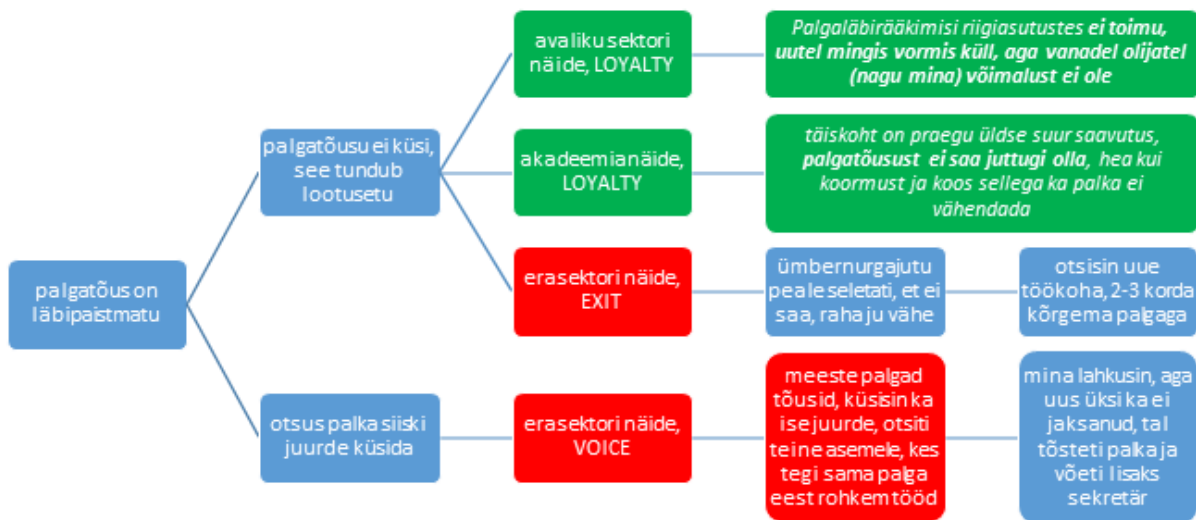 palgatõus on
läbipaistmatu
palgatõusu ei küsi,
see tundub
lootusetu
avaliku sektori
näide, LOYALTY
Palgaläbirääkimisi riigiasutustes ei toimu,
uutel mingis vormis küll, aga vanadel olijatel
(nagu mina) võimalust ei ole
akadeemia näide,
LOYALTY
täiskoht on praegu üldse suur saavutus,
palgatõusust ei saa juttugi olla, hea kui
koormust ja koos sellega ka palka ei
vähendada
erasektori näide,
EXIT
ümbernurgajutu
peale seletati, et ei
saa, raha ju vähe
otsisin uue
töökoha, 2-3 korda
kõrgema palgaga
otsus palka siiski
juurde küsida
erasektori näide,
VOICE
meeste palgad
tõusid, küsisin ka
ise juurde, otsiti
teine asemele, kes
tegi sama palga
eest rohkem tööd
mina lahkusin, aga
uus üksi ka ei
jaksanud, tal
tõsteti palka ja
võeti lisaks
sekretär